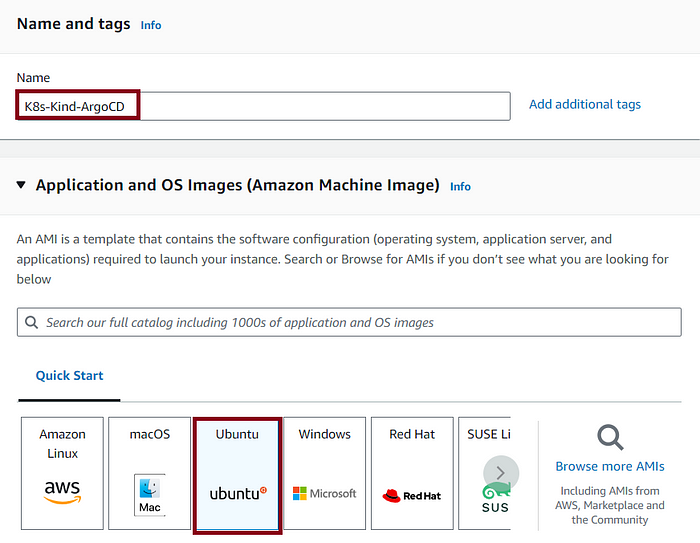 Name and tags Info
Name
K8s-Kind-ArgoCD
Add additional tags
Application and OS Images (Amazon Machine Image) Info
An AMI is a template that contains the software configuration (operating system, application server, and
applications) required to launch your instance. Search or Browse for AMIs if you don’t see what you are looking for
below
Search our full catalog including 1000s of application and OS images
Quick Start
Amazon
Linux
aws
macOS
Mac
Ubuntu
ubuntu
Windows
Microsoft
Red Hat
Red Hat
SUSE Li
SUS
Browse more AMIs
Including AMIs from
AWS, Marketplace and
the Community